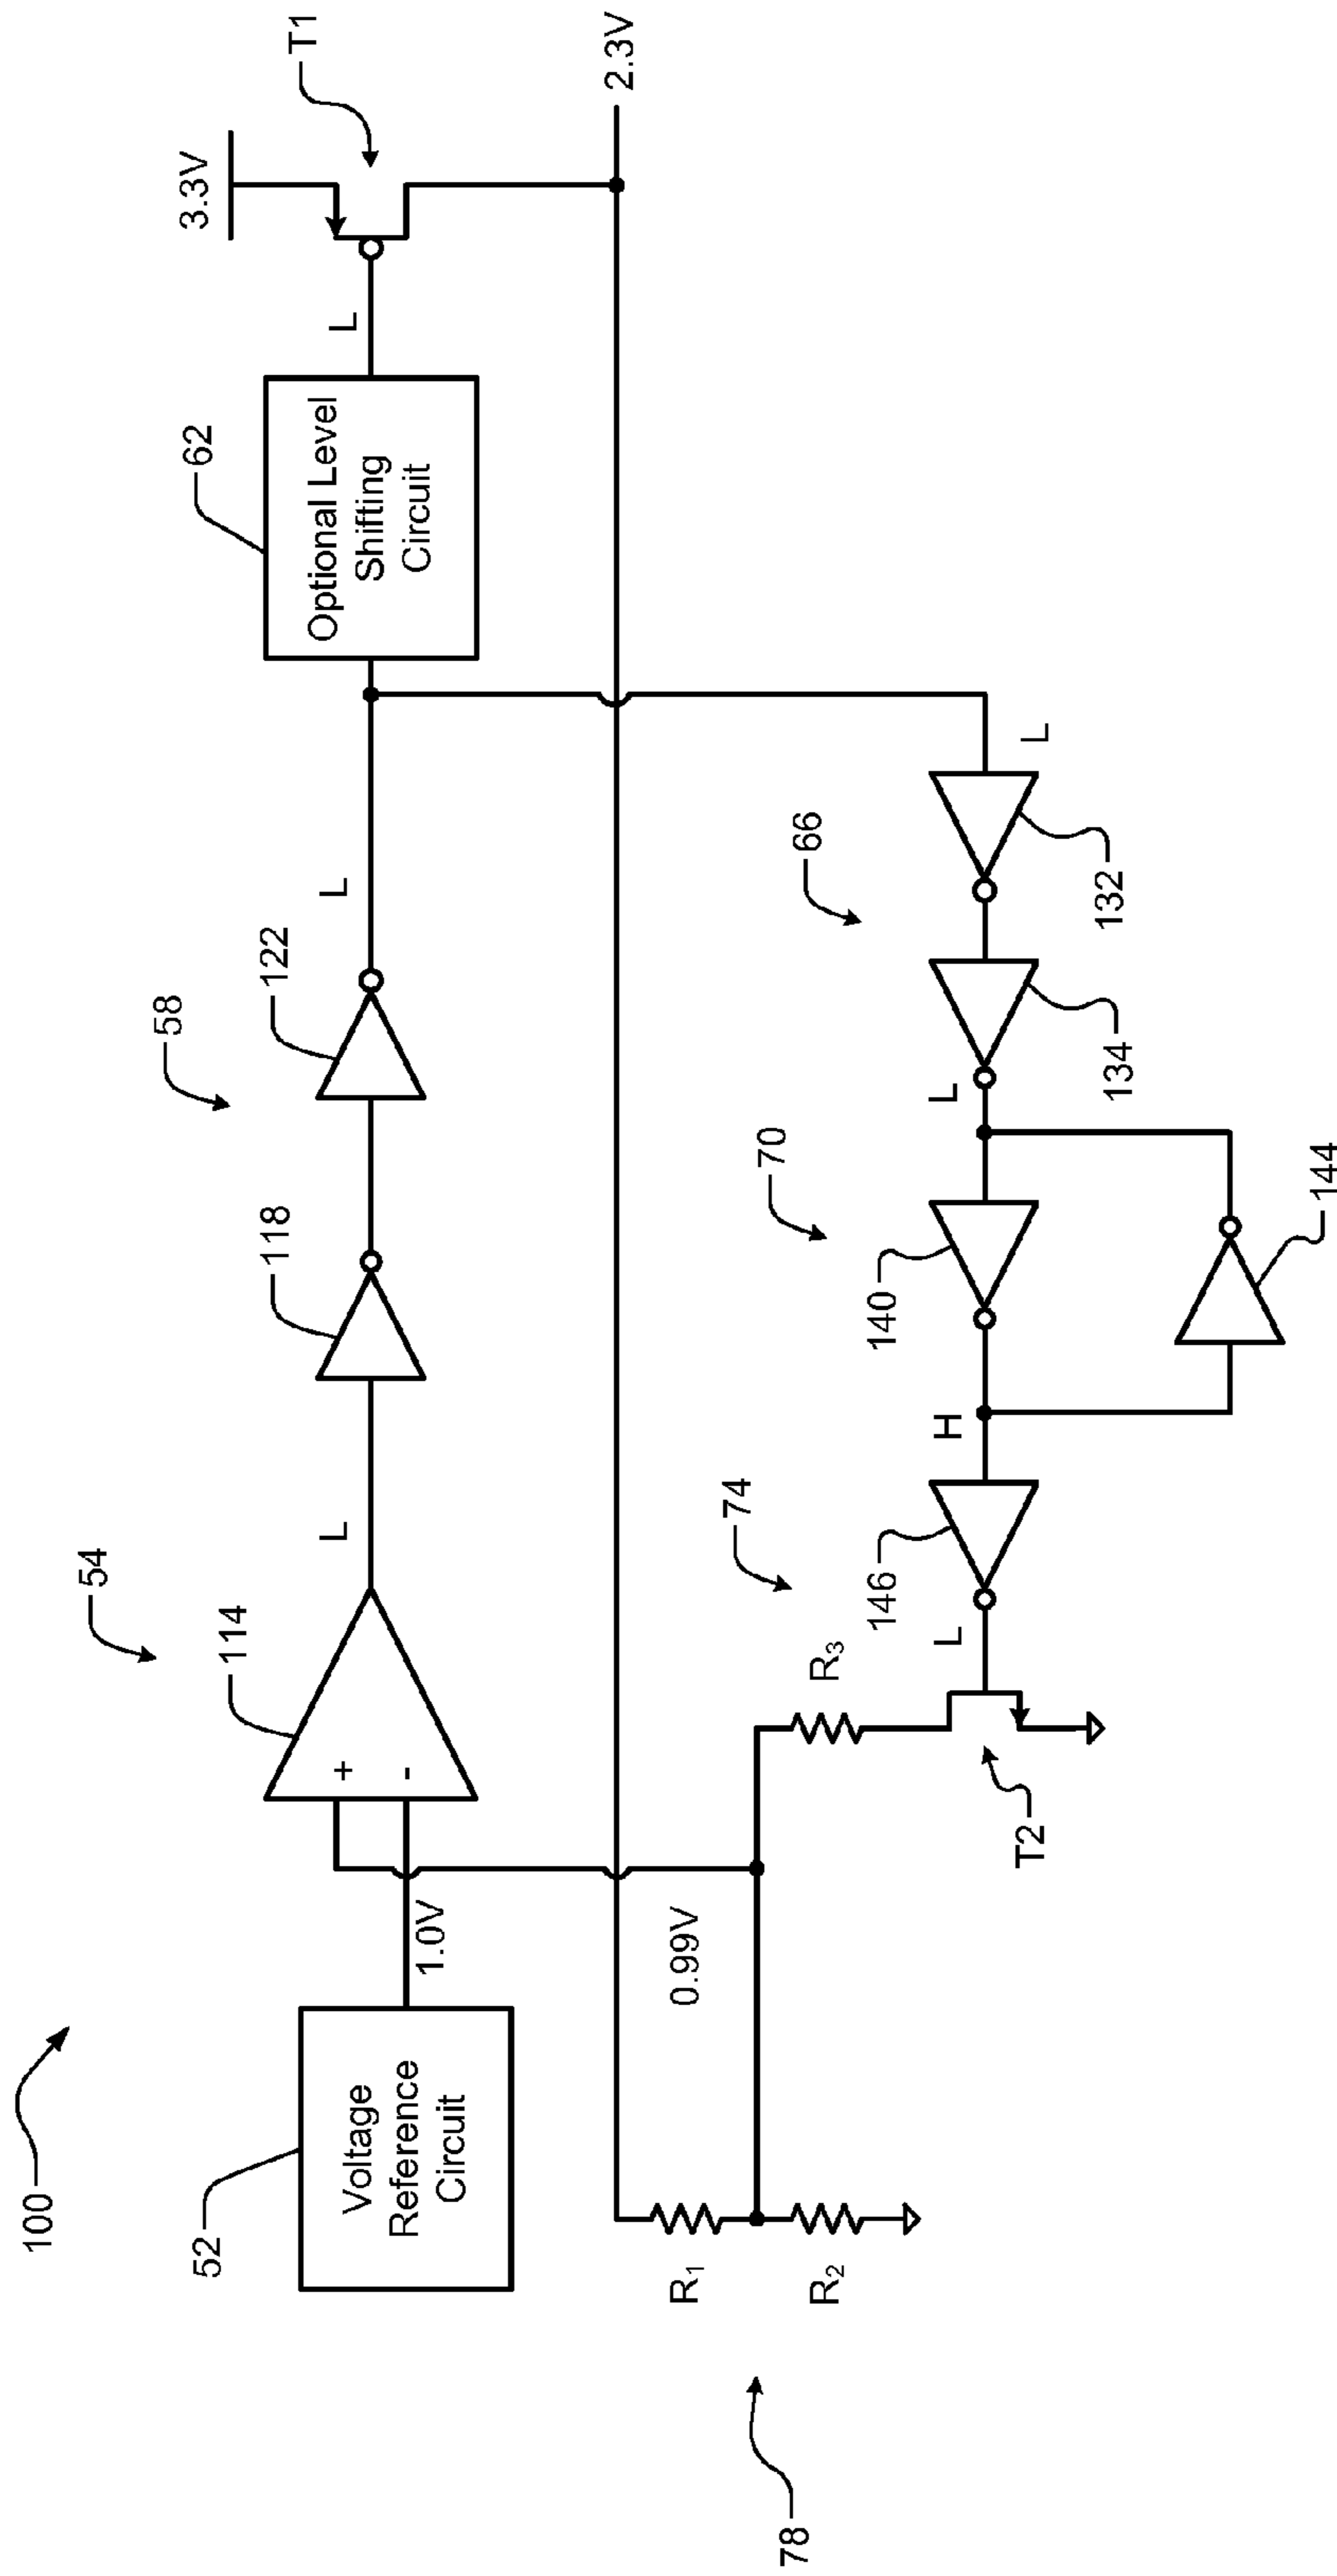 100
52
Voltage
Reference
Circuit
1.0V
54
114
+
-
L
58
118
122
L
62
Optional Level
Shifting
Circuit
L
3.3V
T1
2.3V
78
R₁
R₂
0.99V
R₃
T2
74
L
146
H
70
140
144
L
66
134
132
L